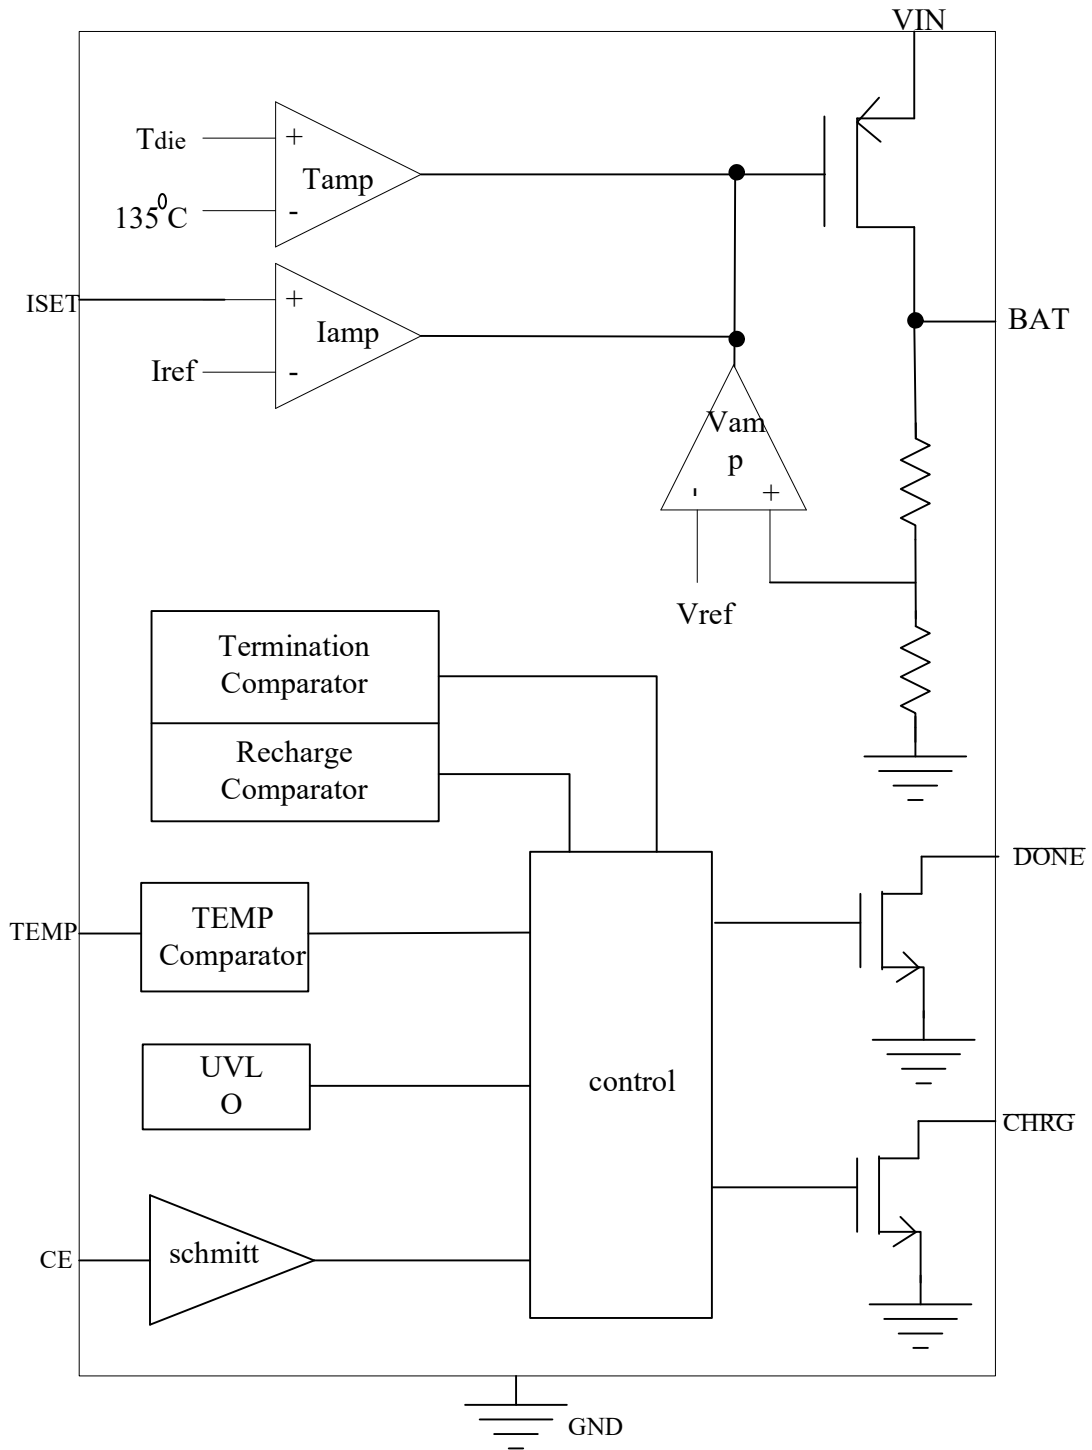 VIN
Tdie
+
Tamp
135⁰C
-
ISET
+
Iamp
BAT
Iref
-
Vam
p
- +
Vref
Termination
Comparator
Recharge
Comparator
DONE
TEMP
TEMP
Comparator
UVL
O
control
CHRG
CE
schmitt
GND